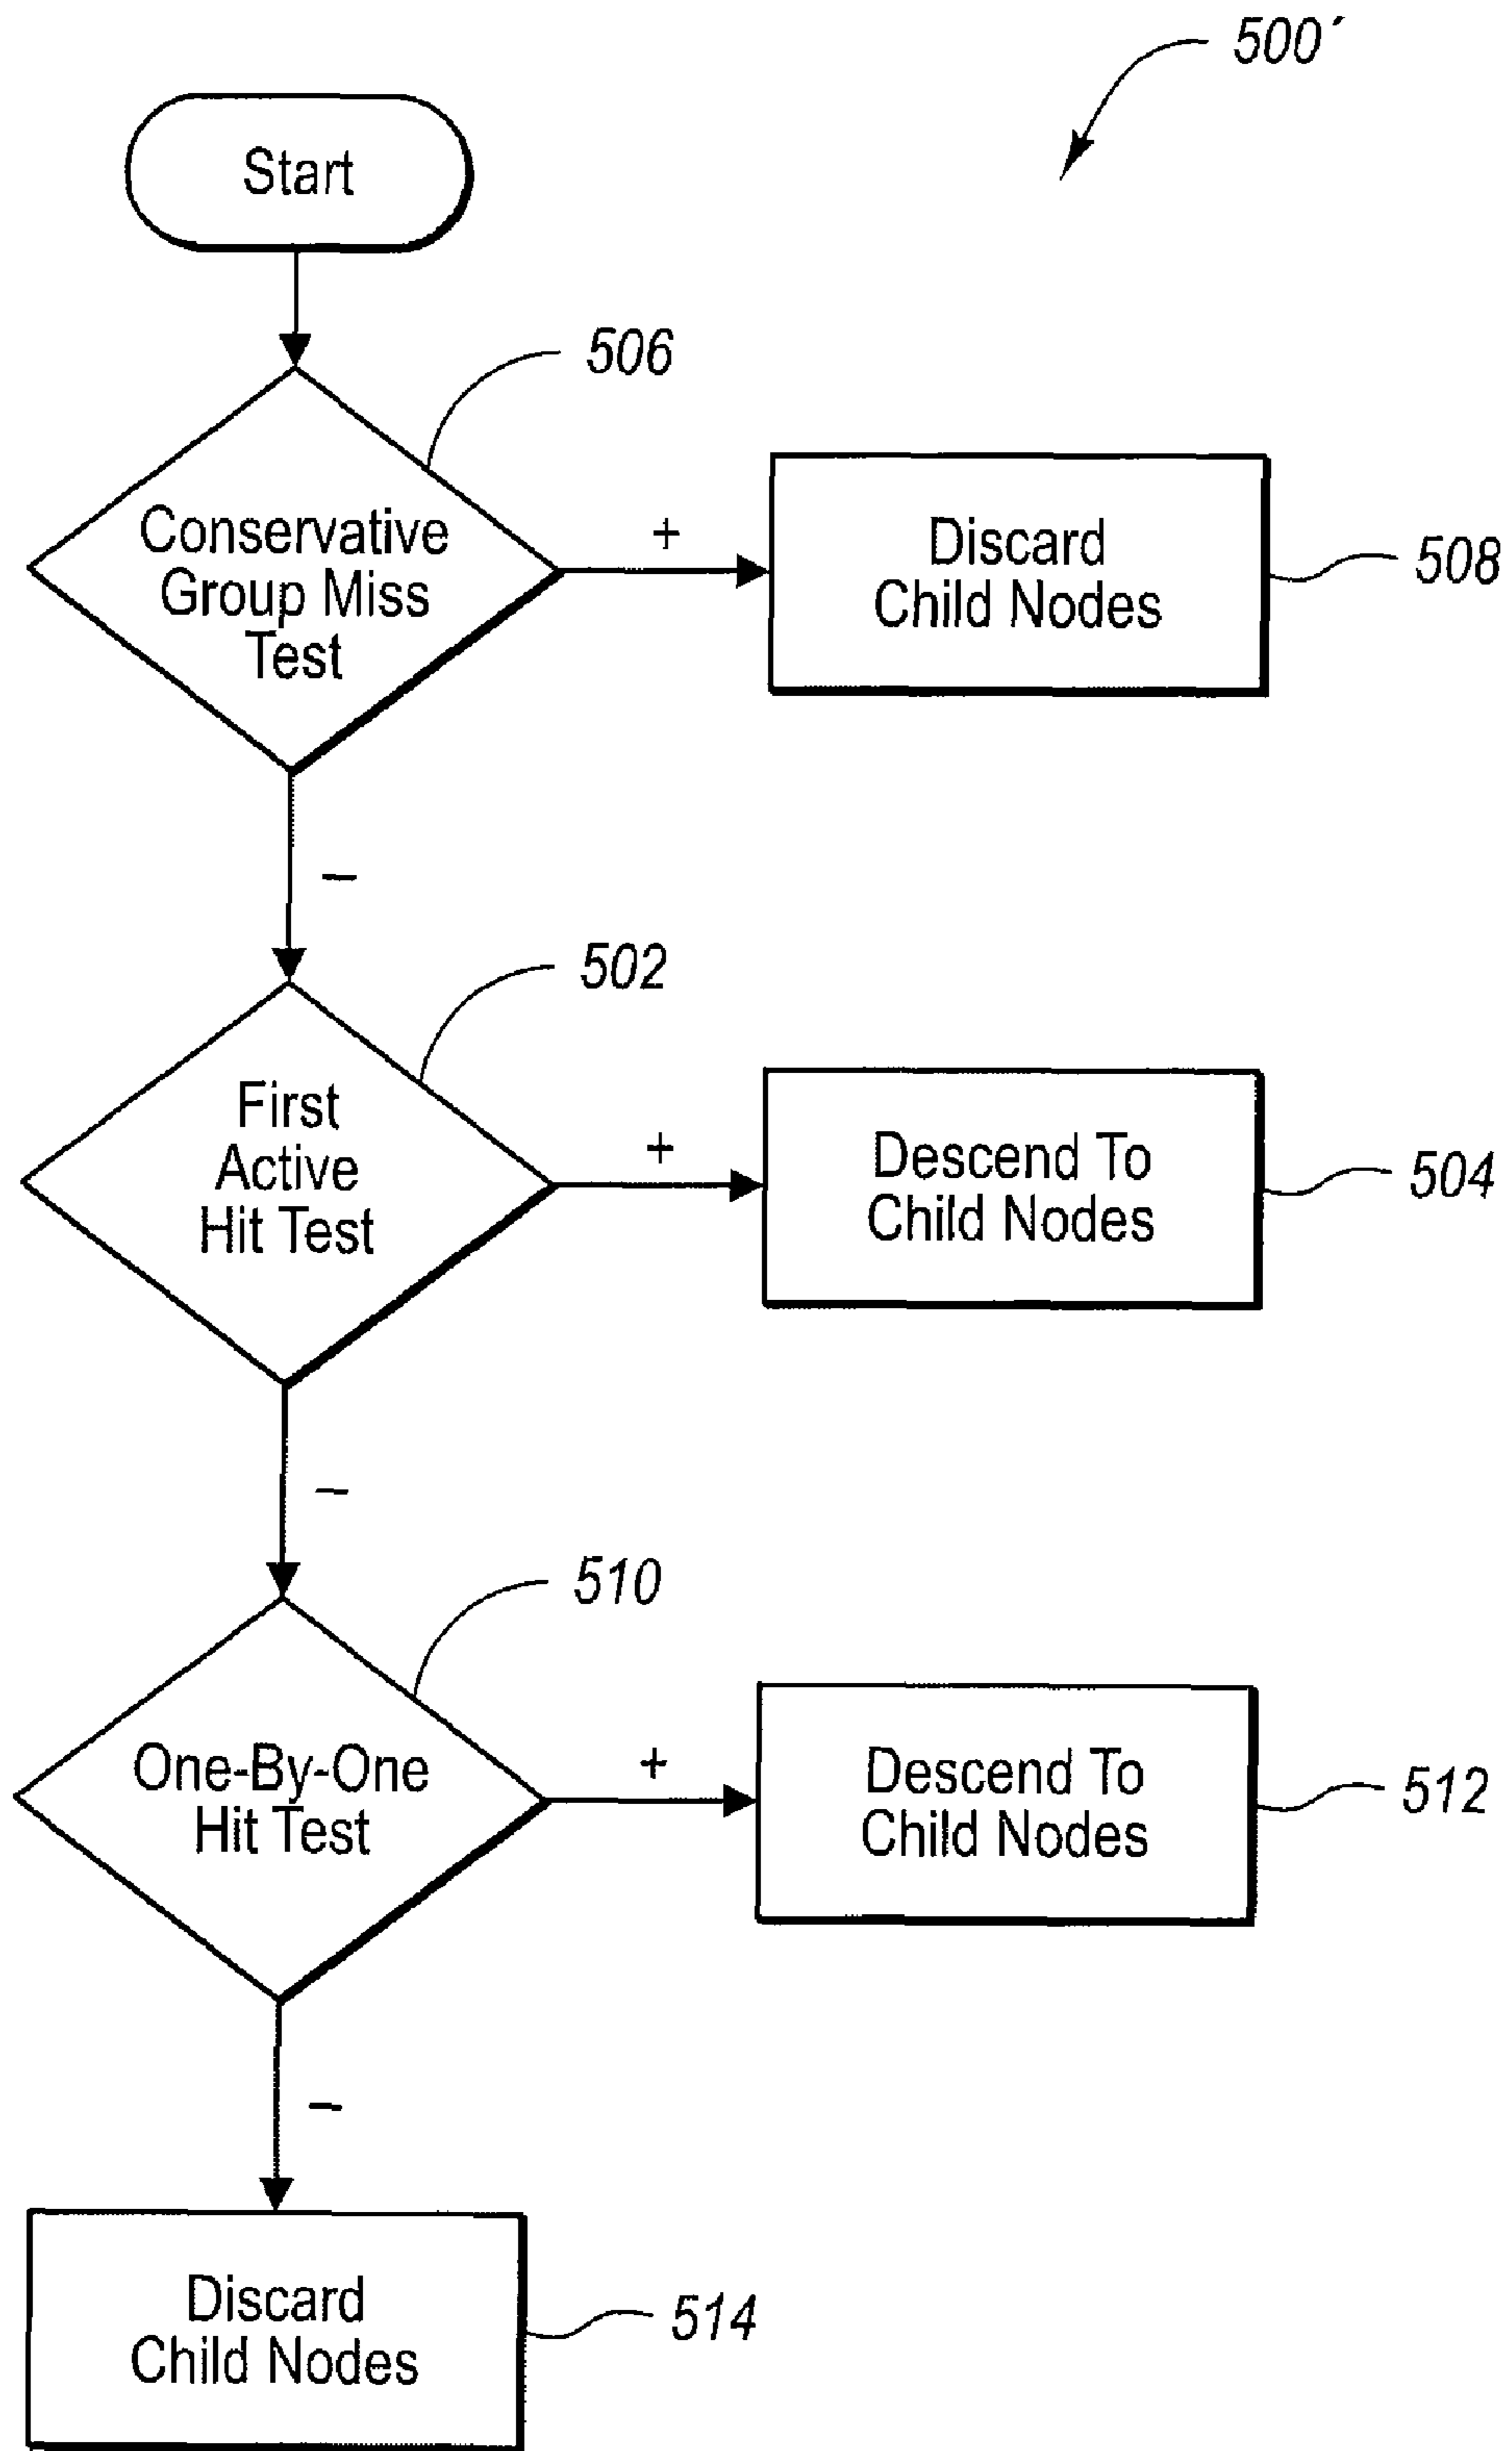 500´
Start
506
Conservative
Group Miss
Test
+
Discard
Child Nodes
508
–
502
First
Active
Hit Test
+
Descend To
Child Nodes
504
–
510
One-By-One
Hit Test
+
Descend To
Child Nodes
512
–
Discard
Child Nodes
514